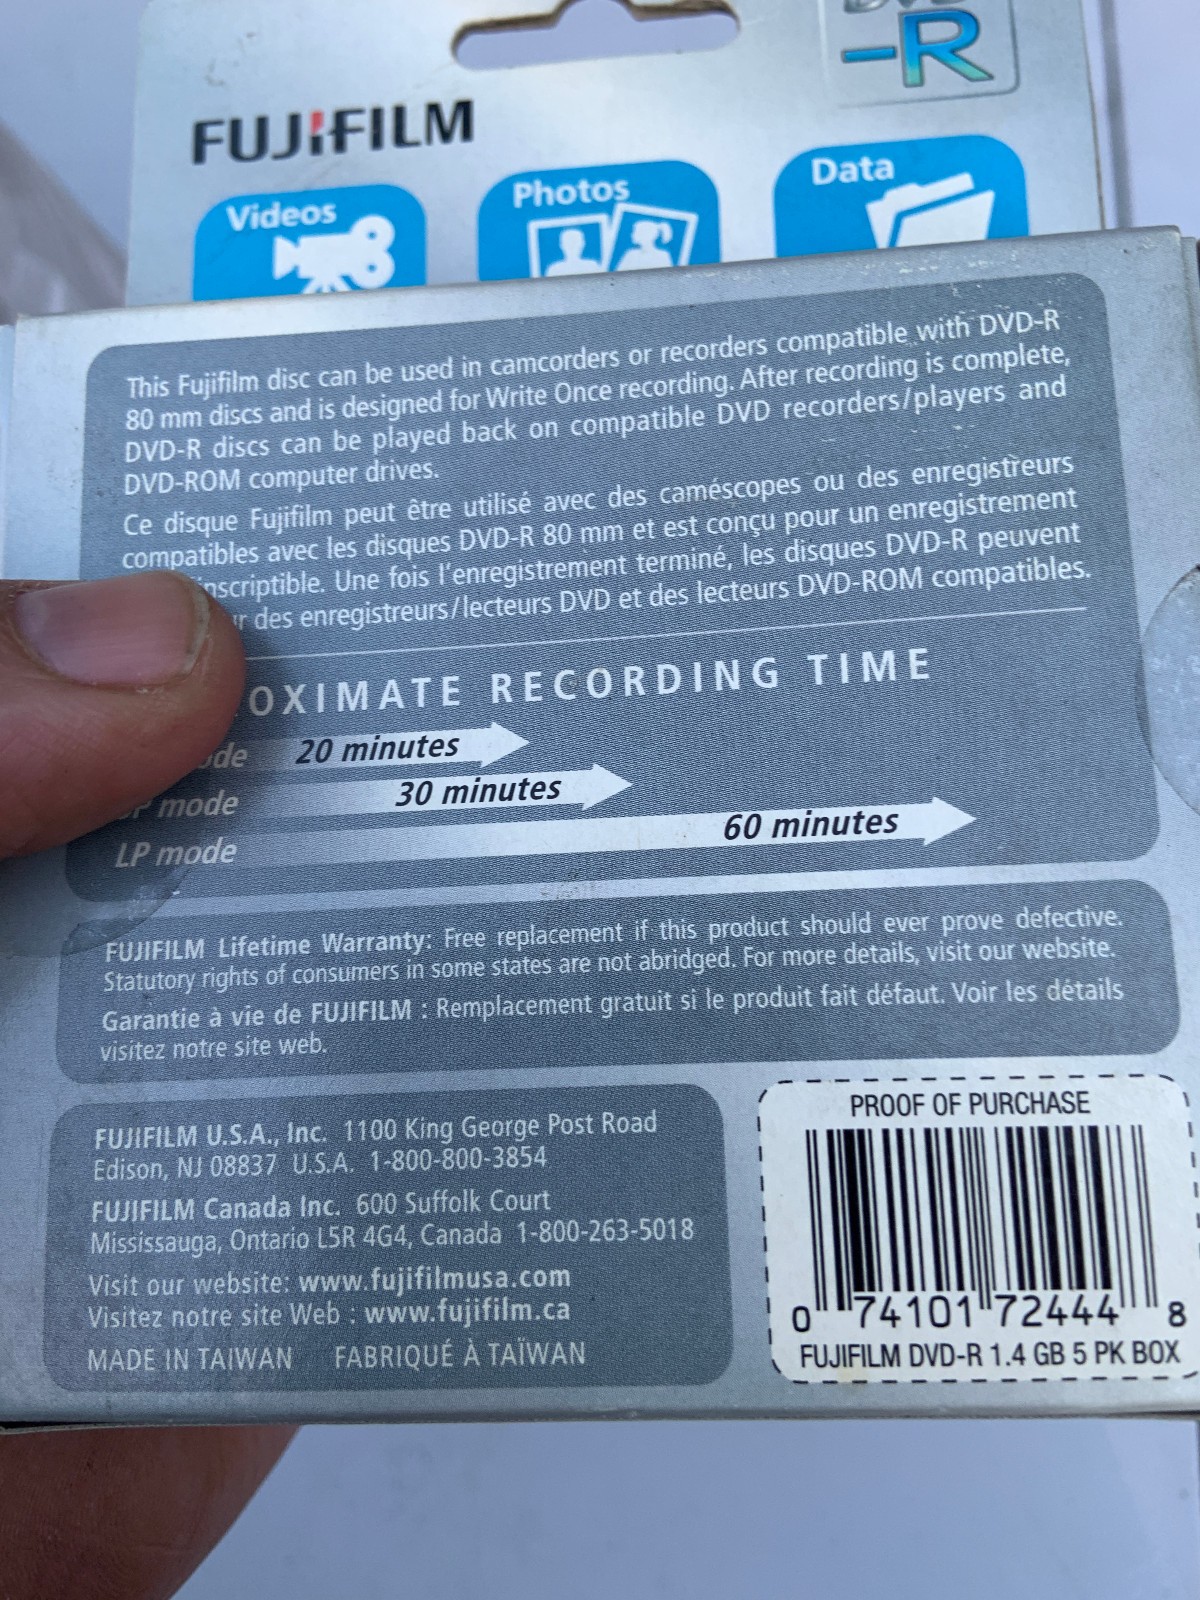 DVD
-R
FUJIFILM
Videos
Photos
Data
This Fujifilm disc can be used in camcorders or recorders compatible with DVD-R
80 mm discs and is designed for Write Once recording. After recording is complete,
DVD-R discs can be played back on compatible DVD recorders/players and
DVD-ROM computer drives.
Ce disque Fujifilm peut être utilisé avec des caméscopes ou des enregistreurs
compatibles avec les disques DVD-R 80 mm et est conçu pour un enregistrement
Une fois l'enregistrement terminé, les disques DVD-R peuvent
des enregistreurs/lecteurs DVD et des lecteurs DVD-ROM compatibles.
RECORDING TIME
20 minutes
mode 30 minutes
LP mode 60 minutes
FUJIFILM Lifetime Warranty: Free replacement if this product should ever prove defective.
Statutory rights of consumers in some states are not abridged. For more details, visit our website.
Garantie à vie de FUJIFILM : Remplacement gratuit si le produit fait défaut. Voir les détails
visitez notre site web.
FUJIFILM U.S.A., Inc. 1100 King George Post Road
Edison, NJ 08837 U.S.A. 1-800-800-3854
FUJIFILM Canada Inc. 600 Suffolk Court
Mississauga, Ontario L5R 4G4, Canada 1-800-263-5018
Visit our website: www.fujifilmusa.com
Visitez notre site Web : www.fujifilm.ca
MADE IN TAIWAN FABRIQUÉ À TAÏWAN
PROOF OF PURCHASE
0 74101 72444 8
FUJIFILM DVD-R 1.4 GB 5 PK BOX